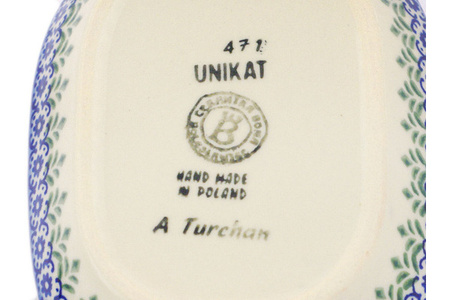 471
UNIKAT
B
HAND MADE
IN POLAND
A Turchan